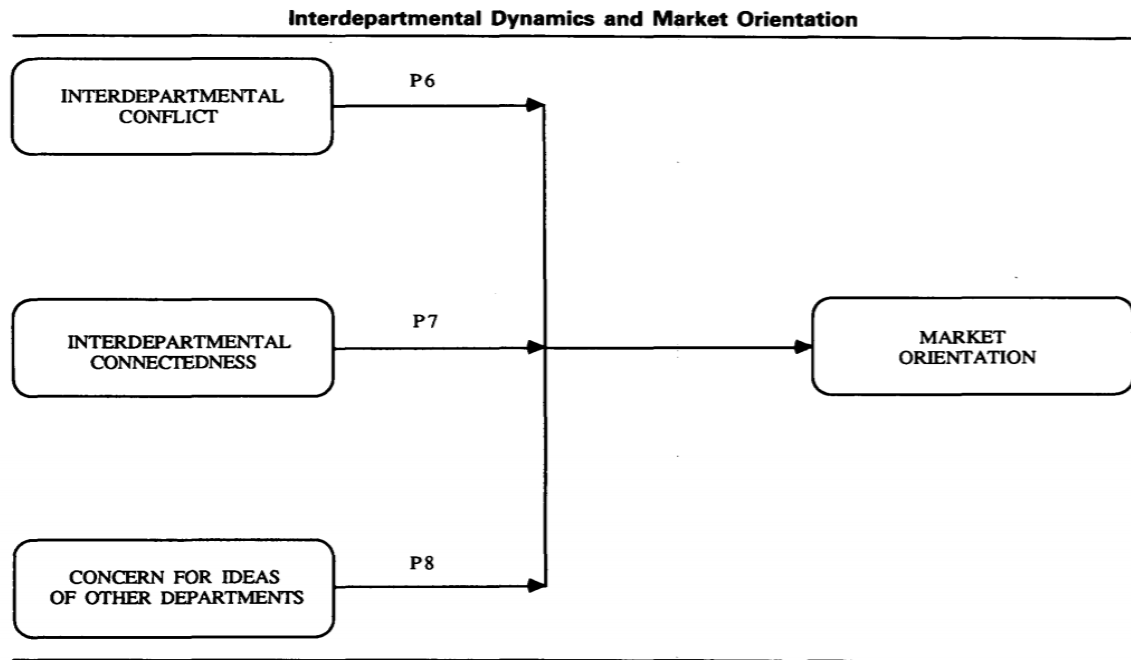 Interdepartmental Dynamics and Market Orientation
P6
INTERDEPARTMENTAL
CONFLICT
P7
INTERDEPARTMENTAL
CONNECTEDNESS
MARKET
ORIENTATION
P8
CONCERN FOR IDEAS
OF OTHER DEPARTMENTS